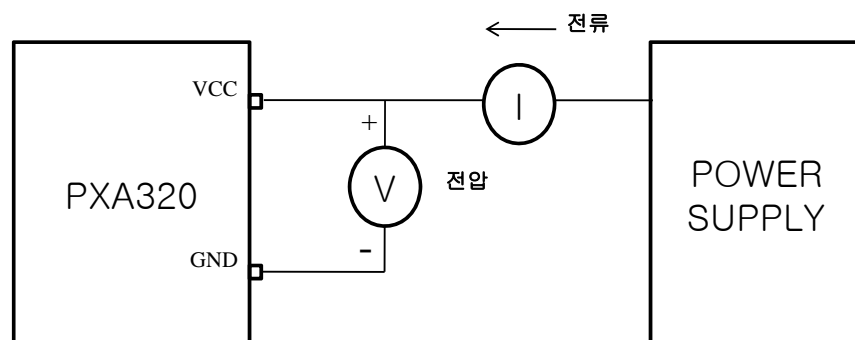 전류
VCC
I
+
V
전압
PXA320
POWER
SUPPLY
GND
-